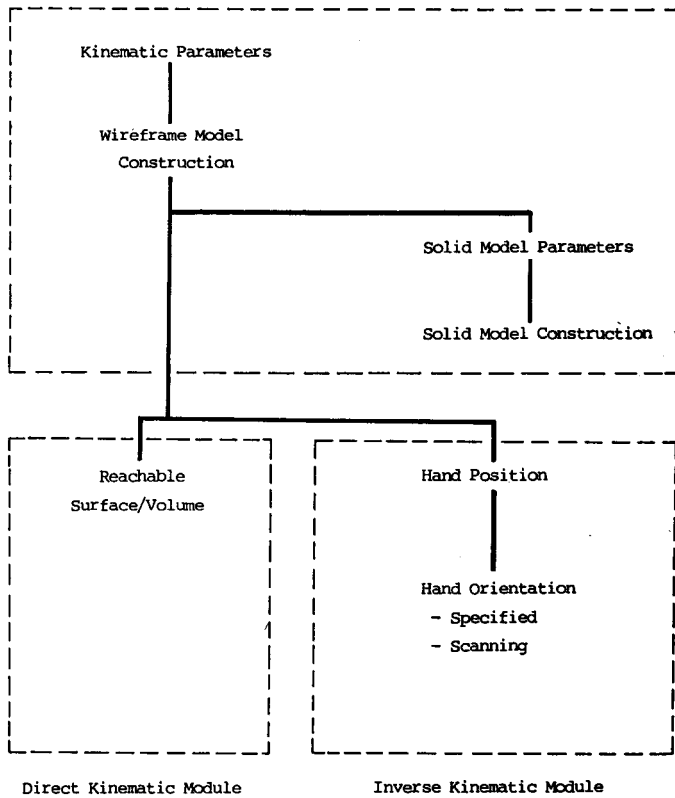 Kinematic Parameters
Wireframe Model
Construction
Solid Model Parameters
Solid Model Construction
Reachable
Surface/Volume
Hand Position
Hand Orientation
- Specified
- Scanning
Direct Kinematic Module
Inverse Kinematic Module